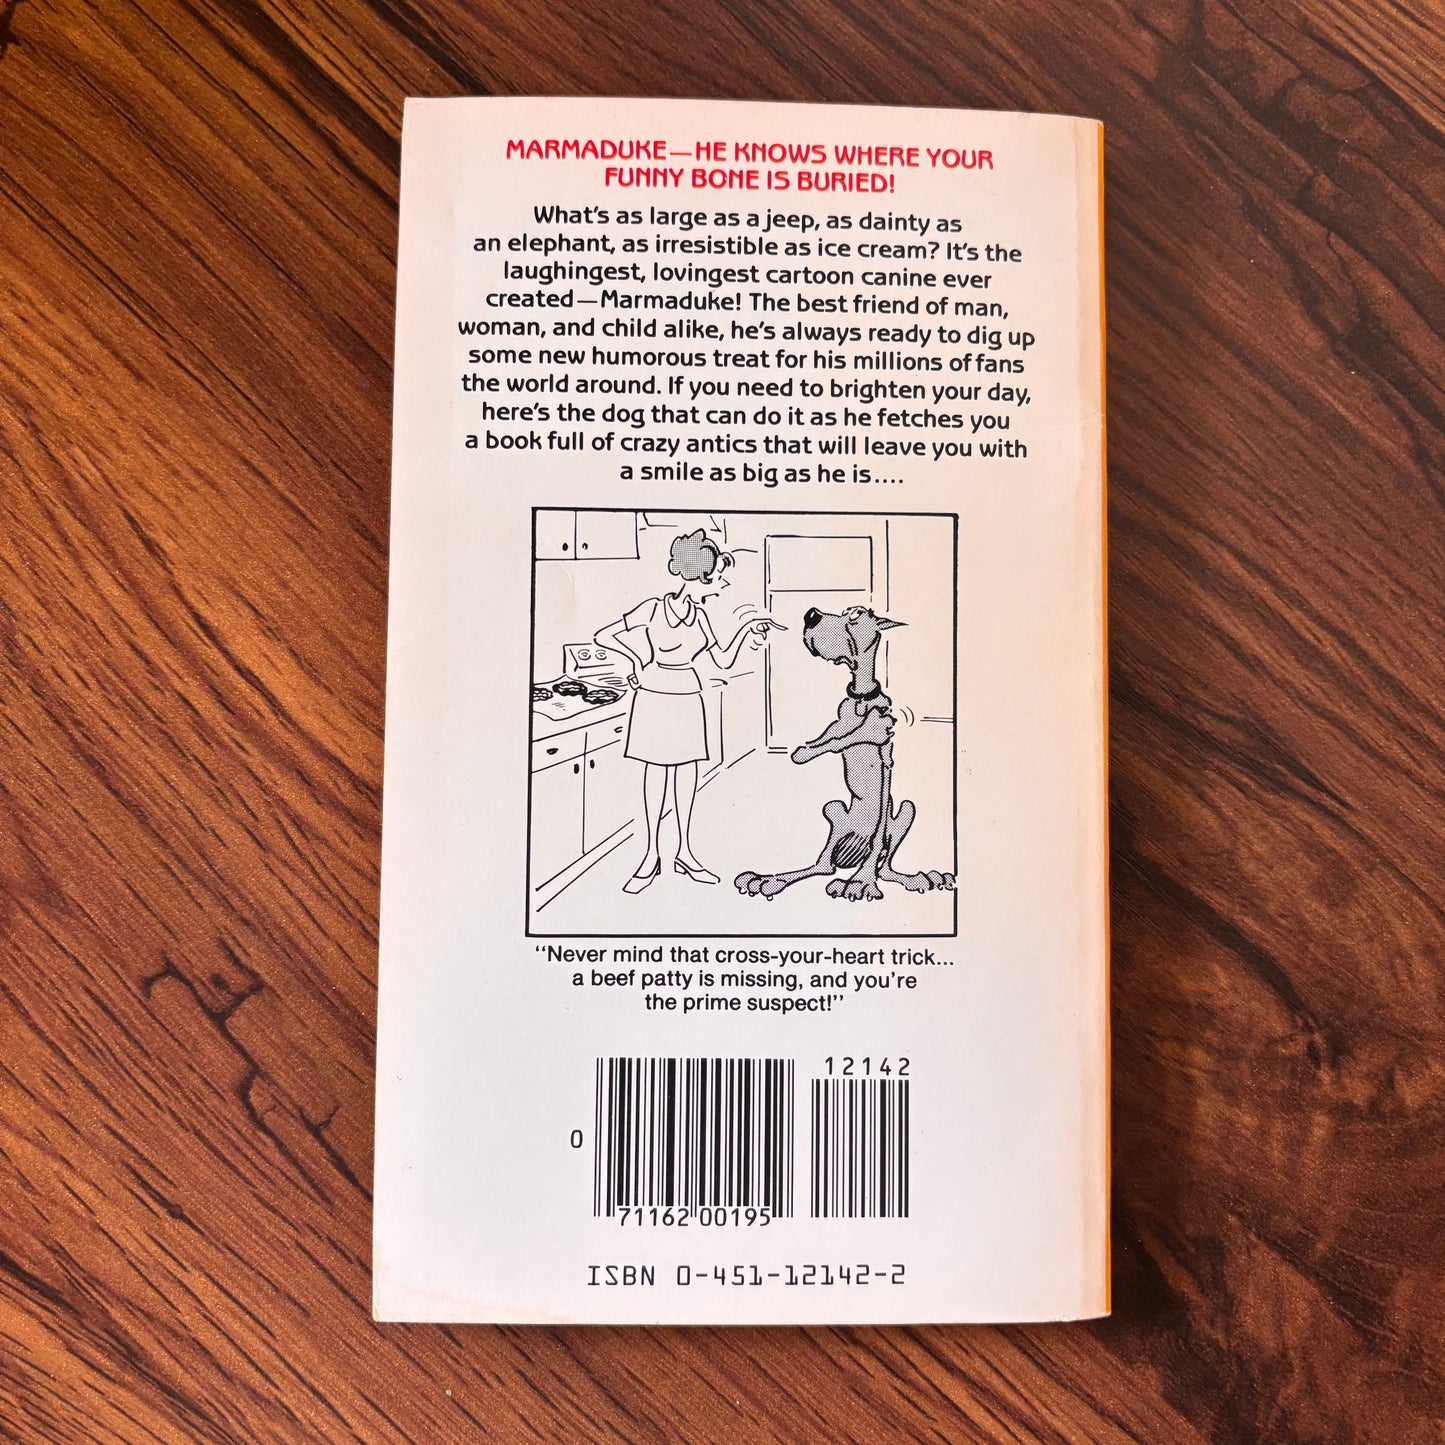 MARMADUKE—HE KNOWS WHERE YOUR
FUNNY BONE IS BURIED!
What's as large as a jeep, as dainty as
an elephant, as irresistible as ice cream? It's the
laughingest, lovingest cartoon canine ever
created—Marmaduke! The best friend of man,
woman, and child alike, he's always ready to dig up
some new humorous treat for his millions of fans
the world around. If you need to brighten your day,
here's the dog that can do it as he fetches you
a book full of crazy antics that will leave you with
a smile as big as he is....
"Never mind that cross-your-heart trick...
a beef patty is missing, and you're
the prime suspect!"
12142
0
71162 00195
ISBN 0-451-12142-2